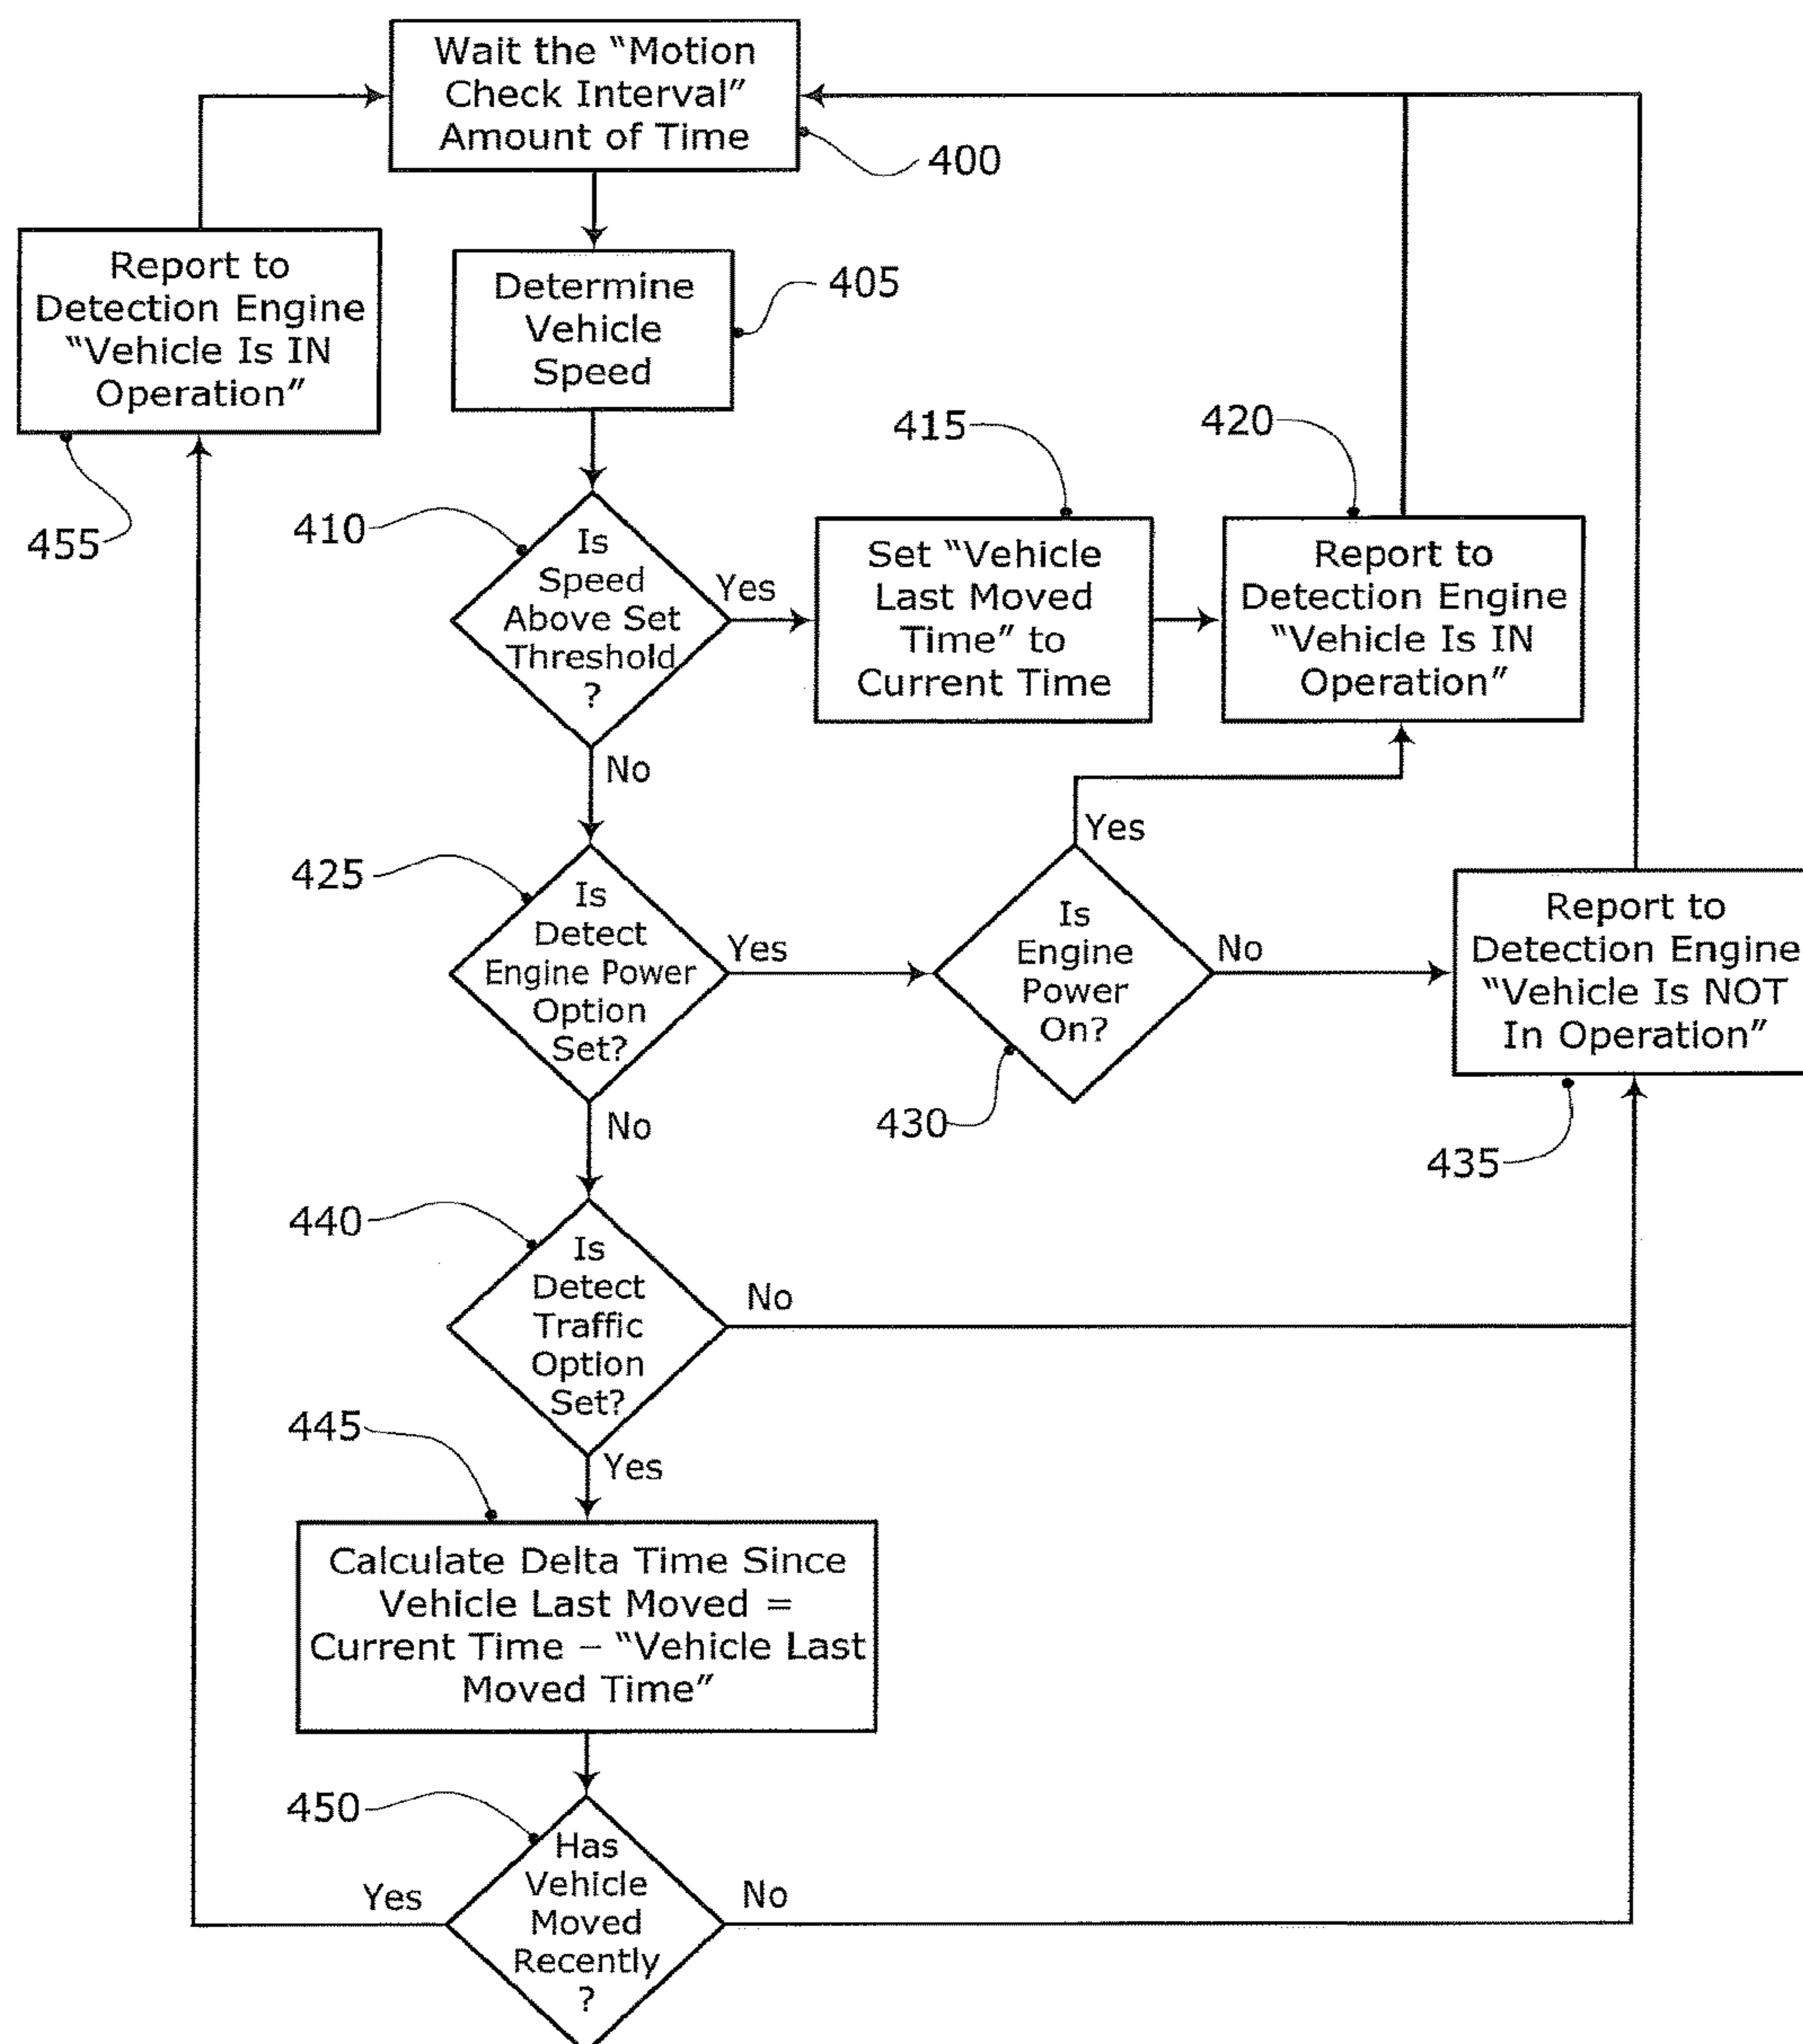 Wait the “Motion
Check Interval”
Amount of Time
400
Report to
Detection Engine
“Vehicle Is IN
Operation”
455
Determine
Vehicle
Speed
405
410
Is
Speed
Above Set
Threshold
?
Yes
No
415
Set “Vehicle
Last Moved
Time” to
Current Time
420
Report to
Detection Engine
“Vehicle Is IN
Operation”
425
Is
Detect
Engine Power
Option
Set?
Yes
No
Is
Engine
Power
On?
Yes
No
430
Report to
Detection Engine
“Vehicle Is NOT
In Operation”
435
440
Is
Detect
Traffic
Option
Set?
No
Yes
445
Calculate Delta Time Since
Vehicle Last Moved =
Current Time – “Vehicle Last
Moved Time”
450
Has
Vehicle
Moved
Recently
?
Yes
No